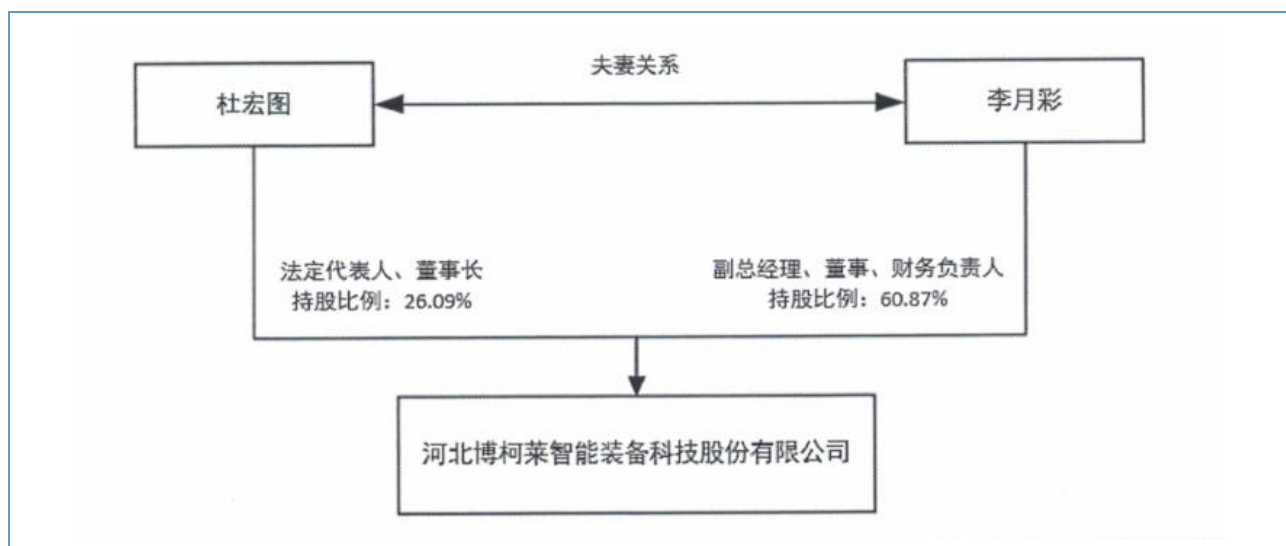 夫妻关系
杜宏图
李月彩
法定代表人、董事长
持股比例：26.09%
副总经理、董事、财务负责人
持股比例：60.87%
河北博柯莱智能装备科技股份有限公司